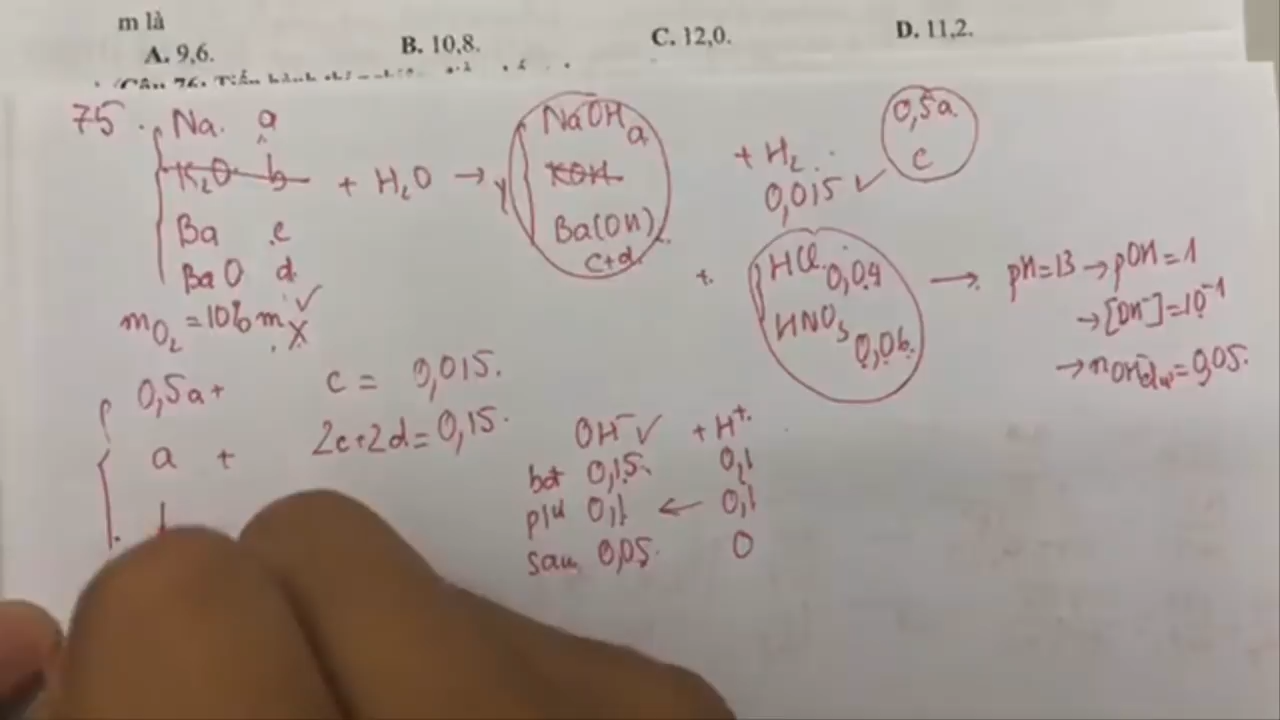 m là
A. 9,6. B. 10,8. C. 12,0. D. 11,2.
75. Na a + H₂O → Y NaOH a + H₂ 0,5a
K₂O b KOH 0,015 ✓ c
Ba c Ba(OH)₂
BaO d c+d
+ HCl 0,04 → pH=13 → pOH=1
HNO₃ 0,06 → [OH⁻]=10⁻¹
→ nOH⁻dư=0,05.
mO₂ = 10% mX ✓
0,5a + c = 0,015.
a + 2c+2d = 0,15.
OH⁻ ✓ + H⁺
bđ 0,15 0,1
pứ 0,1 ← 0,1
sau 0,05 0